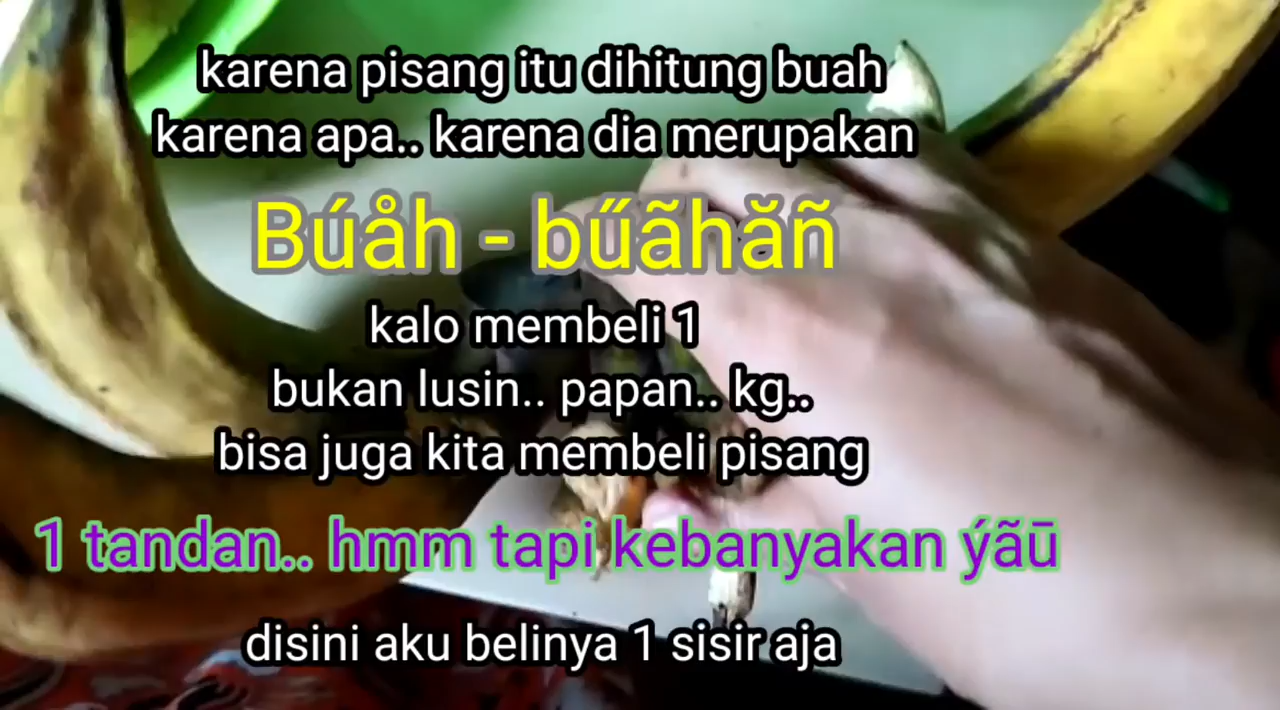 karena pisang itu dihitung buah
karena apa.. karena dia merupakan
Búåh - bűãhăñ
kalo membeli 1
bukan lusin.. papan.. kg..
bisa juga kita membeli pisang
1 tandan.. hmm tapi kebanyakan ýãū
disini aku belinya 1 sisir aja